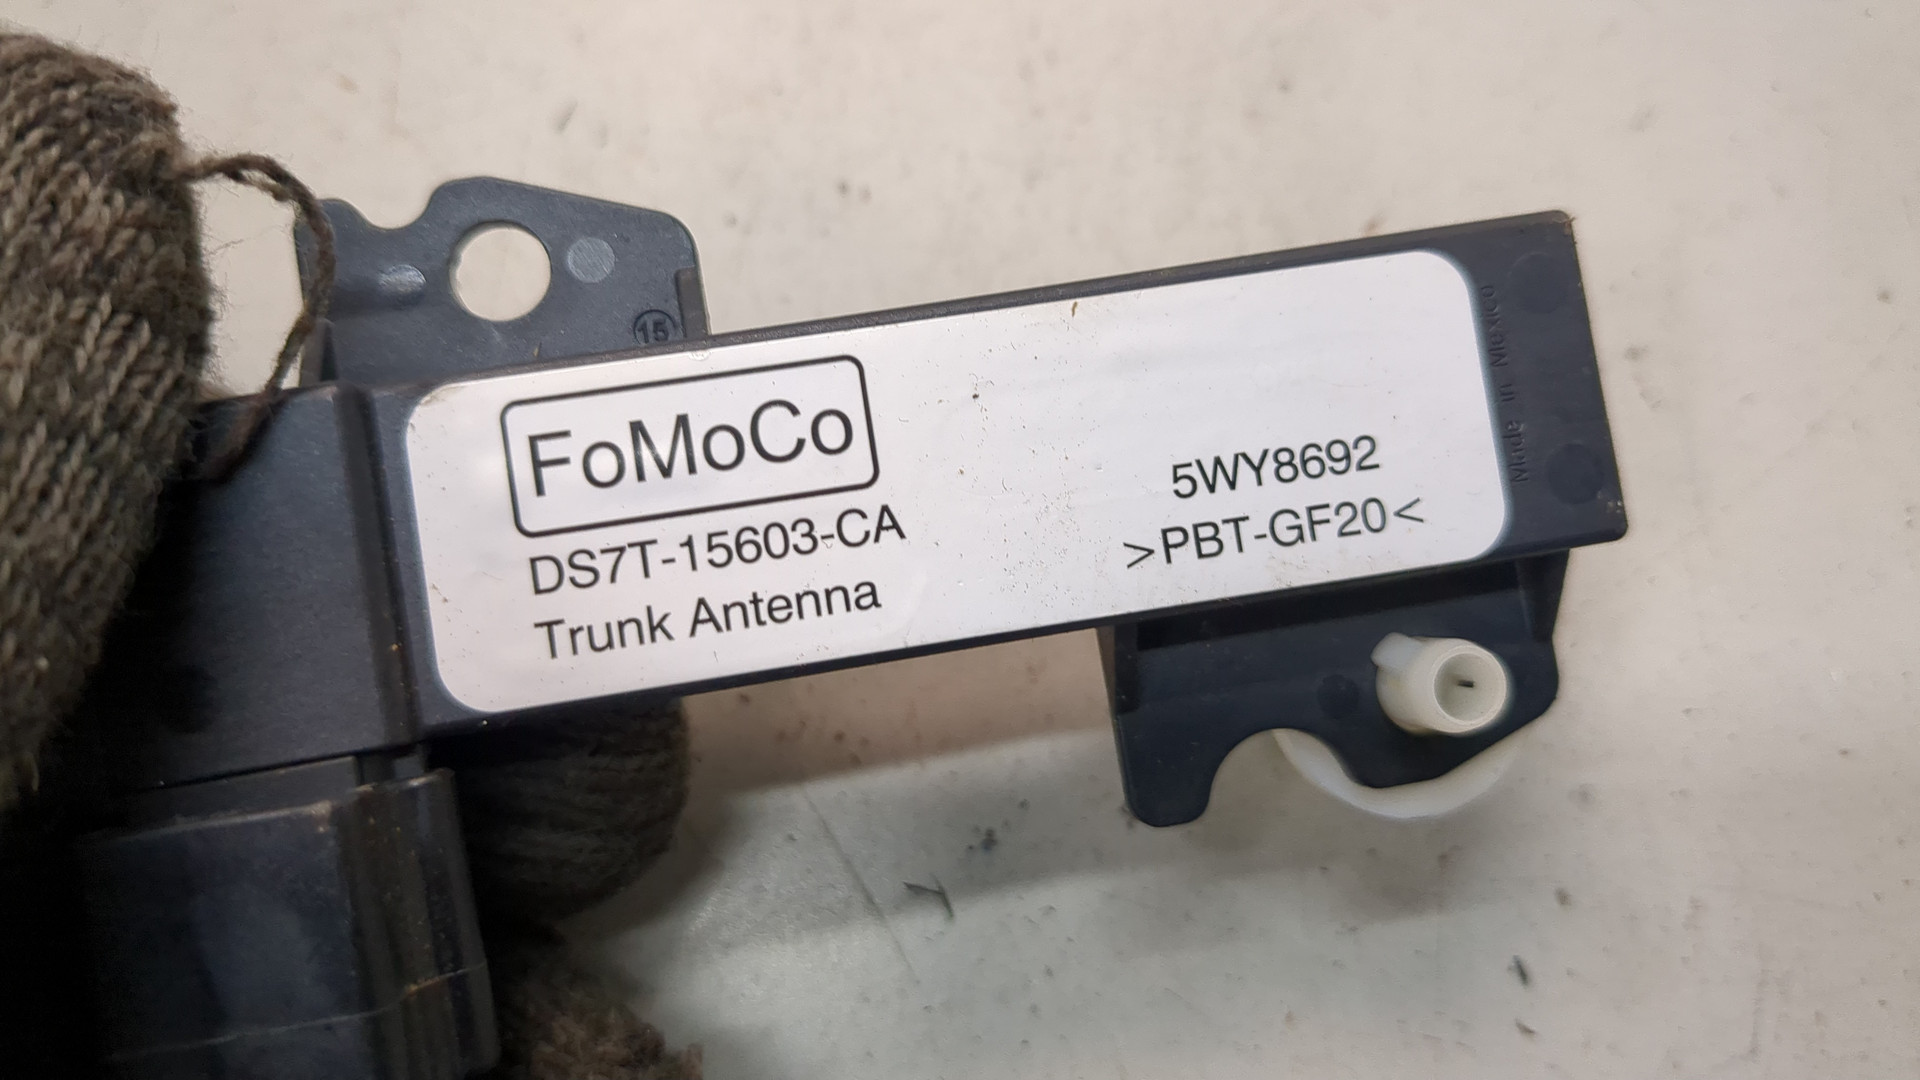 15
FoMoCo
DS7T-15603-CA
Trunk Antenna
5WY8692
>PBT-GF20<
Made in Mexico